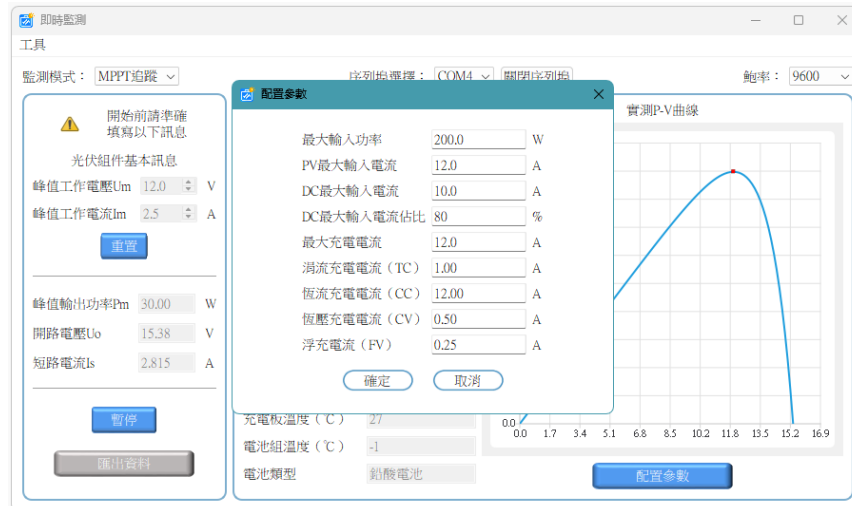 即時監測
工具
監測模式： MPPT追蹤 序列埠選擇： COM4 關閉序列埠 鮑率： 9600
開始前請準確
填寫以下訊息
光伏組件基本訊息
峰值工作電壓Um 12.0 V
峰值工作電流Im 2.5 A
重置
峰值輸出功率Pm 30.00 W
開路電壓Uo 15.38 V
短路電流Is 2.815 A
暫停
匯出資料
配置參數
最大輸入功率 200.0 W
PV最大輸入電流 12.0 A
DC最大輸入電流 10.0 A
DC最大輸入電流佔比 80 %
最大充電電流 12.0 A
涓流充電電流（TC） 1.00 A
恆流充電電流（CC） 12.00 A
恆壓充電電流（CV） 0.50 A
浮充電流（FV） 0.25 A
確定 取消
充電板溫度（℃） 27
電池組溫度（℃） -1
電池類型 鉛酸電池
實測P-V曲線
0.0
0.0 1.7 3.4 5.1 6.8 8.5 10.2 11.8 13.5 15.2 16.9
配置參數